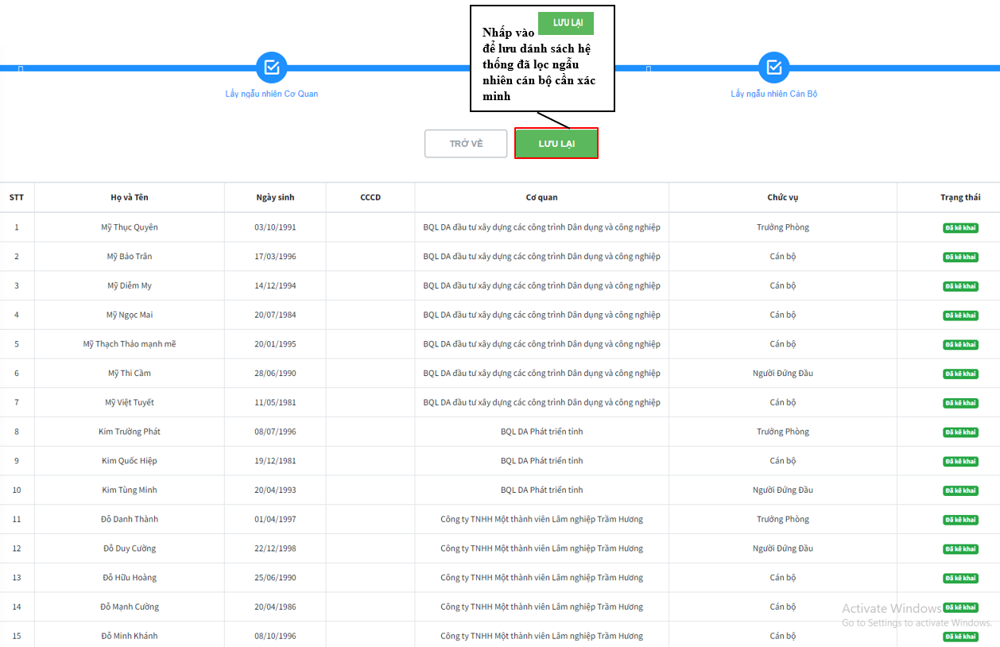 LƯU LẠI
Nhấp vào
để lưu dánh sách hệ
thống đã lọc ngẫu
nhiên cán bộ cần xác
minh
Lấy ngẫu nhiên Cơ Quan
Lấy ngẫu nhiên Cán Bộ
TRỞ VỀ
LƯU LẠI
STT Họ và Tên Ngày sinh CCCD Cơ quan Chức vụ Trạng thái
1 Mỹ Thục Quyên 03/10/1991 BQL DA đầu tư xây dựng các công trình Dân dụng và công nghiệp Trưởng Phòng Đã kê khai
2 Mỹ Bảo Trân 17/03/1996 BQL DA đầu tư xây dựng các công trình Dân dụng và công nghiệp Cán bộ Đã kê khai
3 Mỹ Diễm My 14/12/1994 BQL DA đầu tư xây dựng các công trình Dân dụng và công nghiệp Cán bộ Đã kê khai
4 Mỹ Ngọc Mai 20/07/1984 BQL DA đầu tư xây dựng các công trình Dân dụng và công nghiệp Cán bộ Đã kê khai
5 Mỹ Thạch Thảo mạnh mẽ 20/01/1995 BQL DA đầu tư xây dựng các công trình Dân dụng và công nghiệp Cán bộ Đã kê khai
6 Mỹ Thi Cầm 28/06/1990 BQL DA đầu tư xây dựng các công trình Dân dụng và công nghiệp Người Đứng Đầu Đã kê khai
7 Mỹ Việt Tuyết 11/05/1981 BQL DA đầu tư xây dựng các công trình Dân dụng và công nghiệp Cán bộ Đã kê khai
8 Kim Trường Phát 08/07/1996 BQL DA Phát triển tỉnh Trưởng Phòng Đã kê khai
9 Kim Quốc Hiệp 19/12/1981 BQL DA Phát triển tỉnh Cán bộ Đã kê khai
10 Kim Tùng Minh 20/04/1993 BQL DA Phát triển tỉnh Người Đứng Đầu Đã kê khai
11 Đỗ Danh Thành 01/04/1997 Công ty TNHH Một thành viên Lâm nghiệp Trầm Hương Trưởng Phòng Đã kê khai
12 Đỗ Duy Cường 22/12/1998 Công ty TNHH Một thành viên Lâm nghiệp Trầm Hương Người Đứng Đầu Đã kê khai
13 Đỗ Hữu Hoàng 25/06/1990 Công ty TNHH Một thành viên Lâm nghiệp Trầm Hương Cán bộ Đã kê khai
14 Đỗ Mạnh Cường 20/04/1986 Công ty TNHH Một thành viên Lâm nghiệp Trầm Hương Cán bộ Đã kê khai
Activate Windows
Go to Settings to activate Windows.
15 Đỗ Minh Khánh 08/10/1996 Công ty TNHH Một thành viên Lâm nghiệp Trầm Hương Cán bộ Đã kê khai